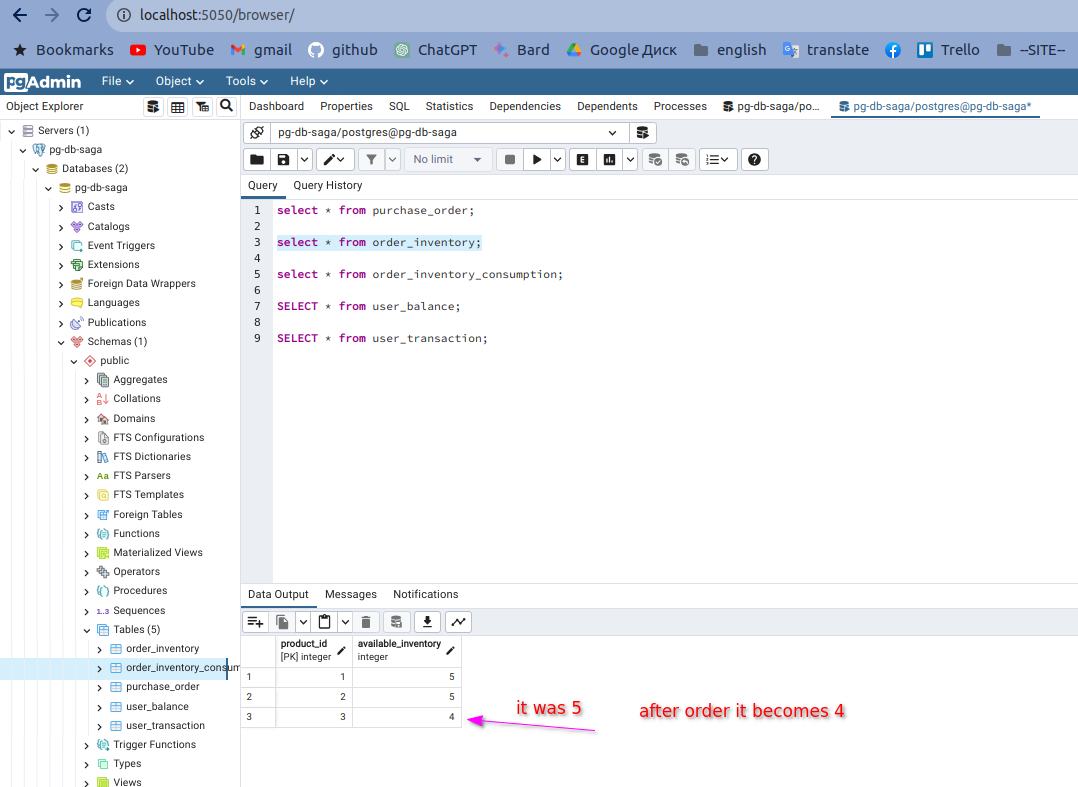 localhost:5050/browser/
Bookmarks YouTube gmail github ChatGPT Bard Google Диск english translate Trello --SITE--
pgAdmin File Object Tools Help
Object Explorer
Dashboard Properties SQL Statistics Dependencies Dependents Processes pg-db-saga/po... pg-db-saga/postgres@pg-db-saga*
Servers (1)
pg-db-saga
Databases (2)
pg-db-saga
Casts
Catalogs
Event Triggers
Extensions
Foreign Data Wrappers
Languages
Publications
Schemas (1)
public
Aggregates
Collations
Domains
FTS Configurations
FTS Dictionaries
Aa FTS Parsers
FTS Templates
Foreign Tables
Functions
Materialized Views
Operators
Procedures
1..3 Sequences
Tables (5)
order_inventory
order_inventory_consum
purchase_order
user_balance
user_transaction
Trigger Functions
Types
Views
pg-db-saga/postgres@pg-db-saga
No limit
E
Query Query History
1 select * from purchase_order;
2
3 select * from order_inventory;
4
5 select * from order_inventory_consumption;
6
7 SELECT * from user_balance;
8
9 SELECT * from user_transaction;
Data Output Messages Notifications
product_id available_inventory
[PK] integer integer
1 1 5
2 2 5
3 3 4
it was 5
after order it becomes 4